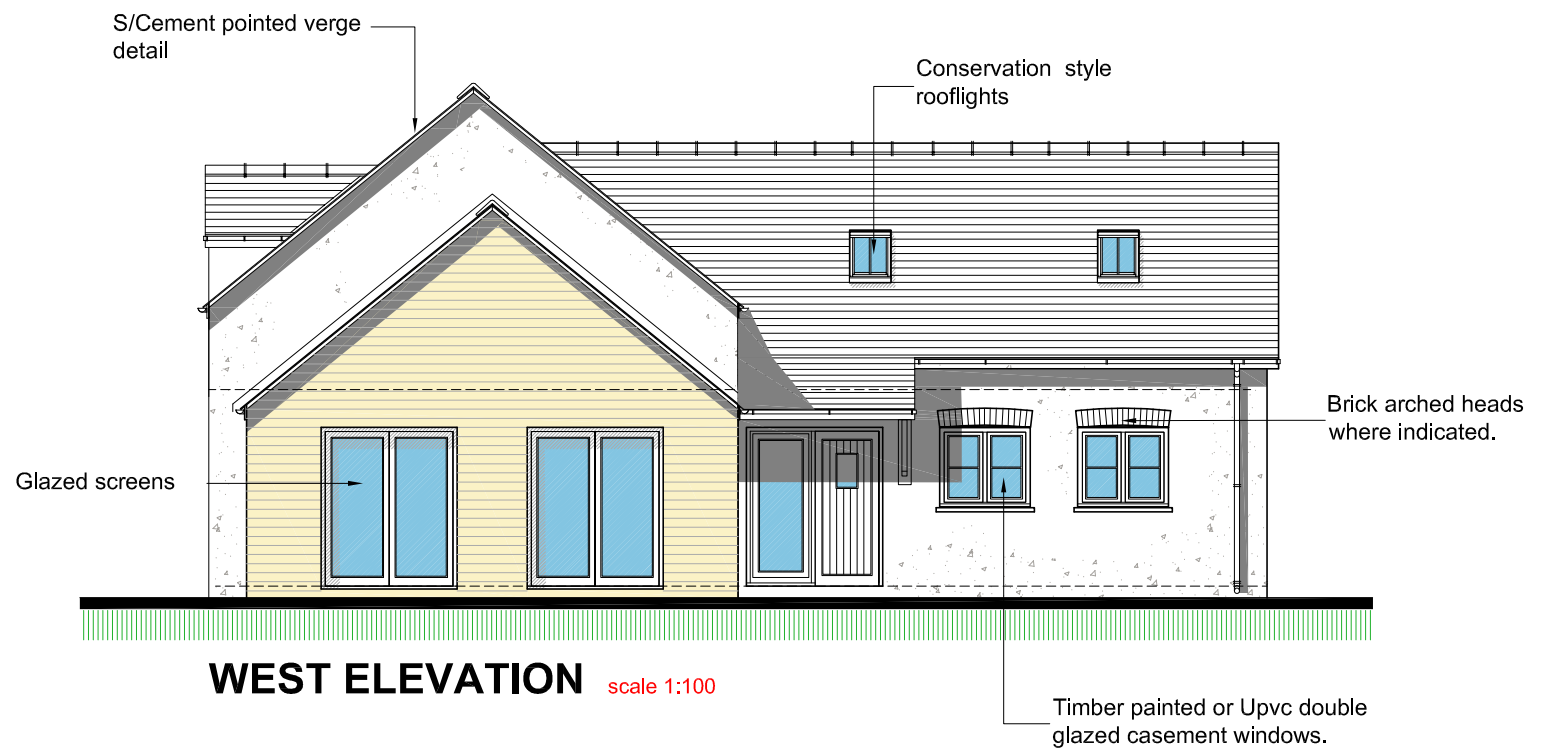 S/Cement pointed verge
detail
Conservation style
rooflights
Brick arched heads
where indicated.
Glazed screens
WEST ELEVATION scale 1:100
Timber painted or Upvc double
glazed casement windows.